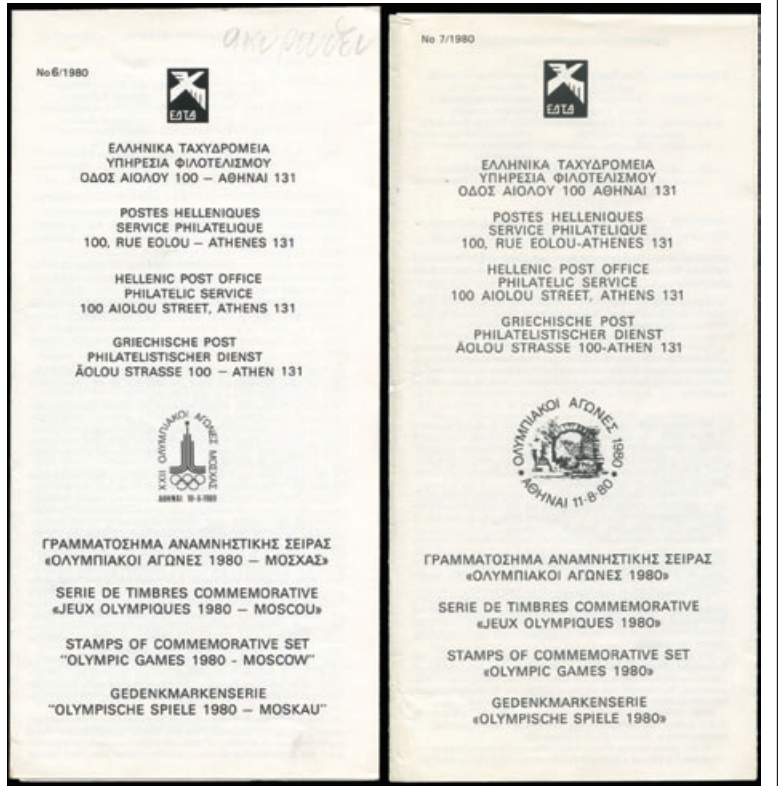 ακυρωθεν
No 6/1980
ΕΛΤΑ
ΕΛΛΗΝΙΚΑ ΤΑΧΥΔΡΟΜΕΙΑ
ΥΠΗΡΕΣΙΑ ΦΙΛΟΤΕΛΙΣΜΟΥ
ΟΔΟΣ ΑΙΟΛΟΥ 100 – ΑΘΗΝΑΙ 131
POSTES HELLENIQUES
SERVICE PHILATELIQUE
100, RUE EOLOU – ATHENES 131
HELLENIC POST OFFICE
PHILATELIC SERVICE
100 AIOLOU STREET, ATHENS 131
GRIECHISCHE POST
PHILATELISTISCHER DIENST
ÄOLOU STRASSE 100 – ATHEN 131
XXII ΟΛΥΜΠΙΑΚΟΙ ΑΓΩΝΕΣ ΜΟΣΧΑΣ
ΓΡΑΜΜΑΤΟΣΗΜΑ ΑΝΑΜΝΗΣΤΙΚΗΣ ΣΕΙΡΑΣ
«ΟΛΥΜΠΙΑΚΟΙ ΑΓΩΝΕΣ 1980 – ΜΟΣΧΑΣ»
SERIE DE TIMBRES COMMEMORATIVE
«JEUX OLYMPIQUES 1980 – MOSCOU»
STAMPS OF COMMEMORATIVE SET
"OLYMPIC GAMES 1980 - MOSCOW"
GEDENKMARKENSERIE
"OLYMPISCHE SPIELE 1980 – MOSKAU"
No 7/1980
ΕΛΤΑ
ΕΛΛΗΝΙΚΑ ΤΑΧΥΔΡΟΜΕΙΑ
ΥΠΗΡΕΣΙΑ ΦΙΛΟΤΕΛΙΣΜΟΥ
ΟΔΟΣ ΑΙΟΛΟΥ 100 ΑΘΗΝΑΙ 131
POSTES HELLENIQUES
SERVICE PHILATELIQUE
100, RUE EOLOU-ATHENES 131
HELLENIC POST OFFICE
PHILATELIC SERVICE
100 AIOLOU STREET, ATHENS 131
GRIECHISCHE POST
PHILATELISTISCHER DIENST
ÄOLOU STRASSE 100-ATHEN 131
ΟΛΥΜΠΙΑΚΟΙ ΑΓΩΝΕΣ 1980
ΑΘΗΝΑΙ 11-8-80
ΓΡΑΜΜΑΤΟΣΗΜΑ ΑΝΑΜΝΗΣΤΙΚΗΣ ΣΕΙΡΑΣ
«ΟΛΥΜΠΙΑΚΟΙ ΑΓΩΝΕΣ 1980»
SERIE DE TIMBRES COMMEMORATIVE
«JEUX OLYMPIQUES 1980»
STAMPS OF COMMEMORATIVE SET
«OLYMPIC GAMES 1980»
GEDENKMARKENSERIE
«OLYMPISCHE SPIELE 1980»